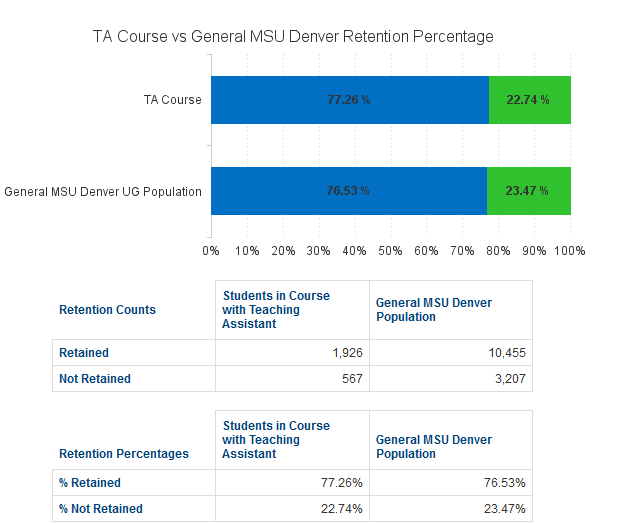 TA Course vs General MSU Denver Retention Percentage
TA Course
77.26 %
22.74 %
General MSU Denver UG Population
76.53 %
23.47 %
0% 10% 20% 30% 40% 50% 60% 70% 80% 90% 100%
Students in Course
with Teaching
Assistant
General MSU Denver
Population
Retention Counts
Retained 1,926 10,455
Not Retained 567 3,207
Students in Course
with Teaching
Assistant
General MSU Denver
Population
Retention Percentages
% Retained 77.26% 76.53%
% Not Retained 22.74% 23.47%